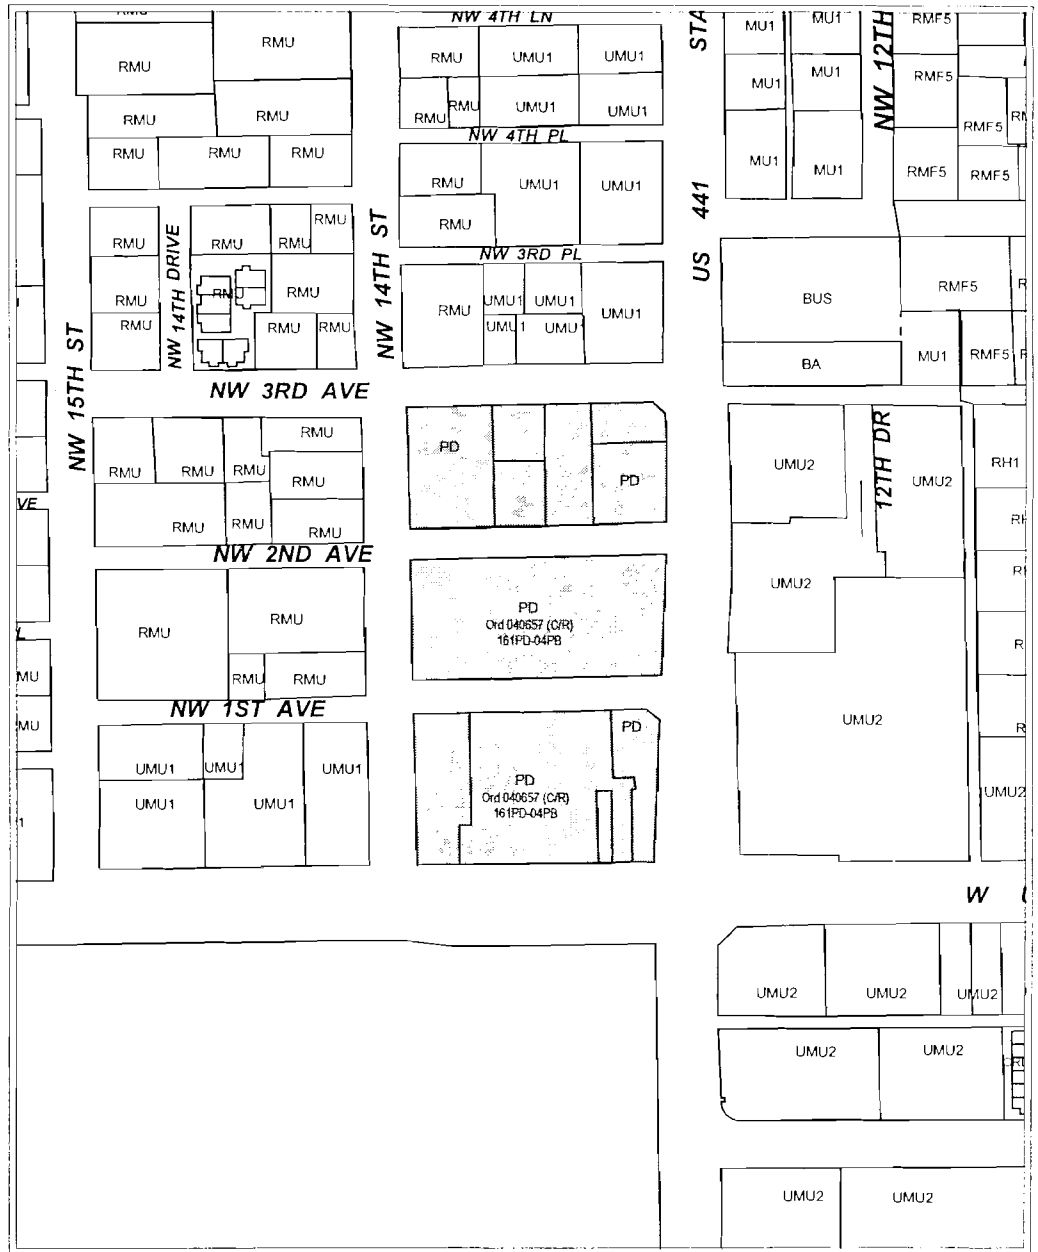 NW 4TH LN
STA
MU1
MU1
RMF5
NW 12TH
RMU
RMU
RMU
UMU1
UMU1
MU1
MU1
RMF5
RMU
RMU
RMU
RMU
UMU1
UMU1
RMF5
NW 4TH PL
RMU
RMU
RMU
RMU
UMU1
UMU1
MU1
MU1
RMF5
RMF5
US 441
RMU
RMU
RMU
RMU
RMU
NW 14TH DRIVE
NW 14TH ST
NW 3RD PL
RMU
RMU
RMU
RMU
UMU1
UMU1
UMU1
BUS
RMF5
RMU
RMU
RMU
UMU1
UMU1
BA
MU1
RMF5
NW 15TH ST
NW 3RD AVE
RMU
RMU
RMU
RMU
RMU
PD
PD
UMU2
12TH DR
UMU2
RH1
VE
RMU
RMU
RMU
NW 2ND AVE
UMU2
RMU
RMU
PD
Ord 040657 (C/R)
161PD-04PB
MU
RMU
RMU
NW 1ST AVE
MU
UMU2
PD
UMU1
UMU1
UMU1
PD
Ord 040657 (C/R)
161PD-04PB
UMU1
UMU1
UMU2
W
UMU2
UMU2
UMU2
UMU2
UMU2
UMU2
UMU2